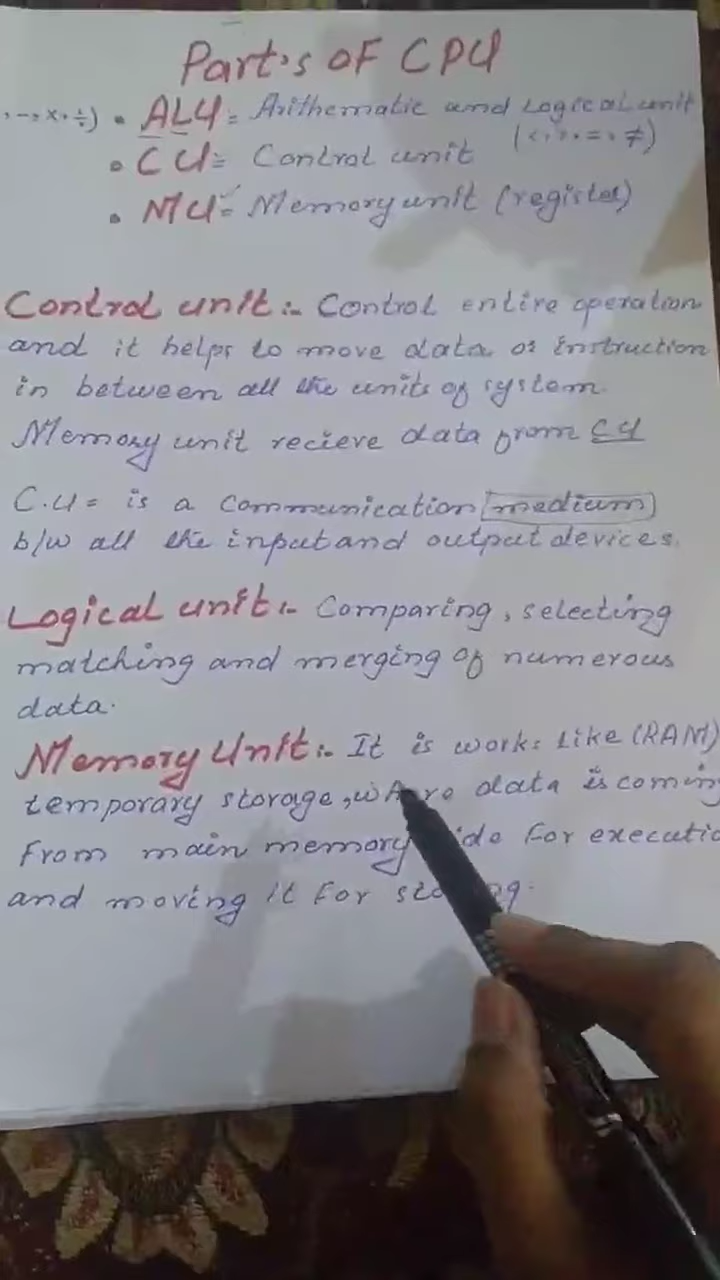 Part's OF CPU
, -, x, ÷) • ALU = Arithematic and Logical unit
(<, >, =, ≠)
• CU = Control unit
• MU = Memory unit (register)
Control unit :- Control entire operation
and it helps to move data or Instruction
in between all the units of system.
Memory unit recieve data from CU
C.U = is a communication medium
b/w all the input and output devices.
Logical unit :- Comparing, selecting
matching and merging of numerous
data.
Memory Unit :- It is works like (RAM)
temporary storage, data is coming
From main memory for
and moving it for